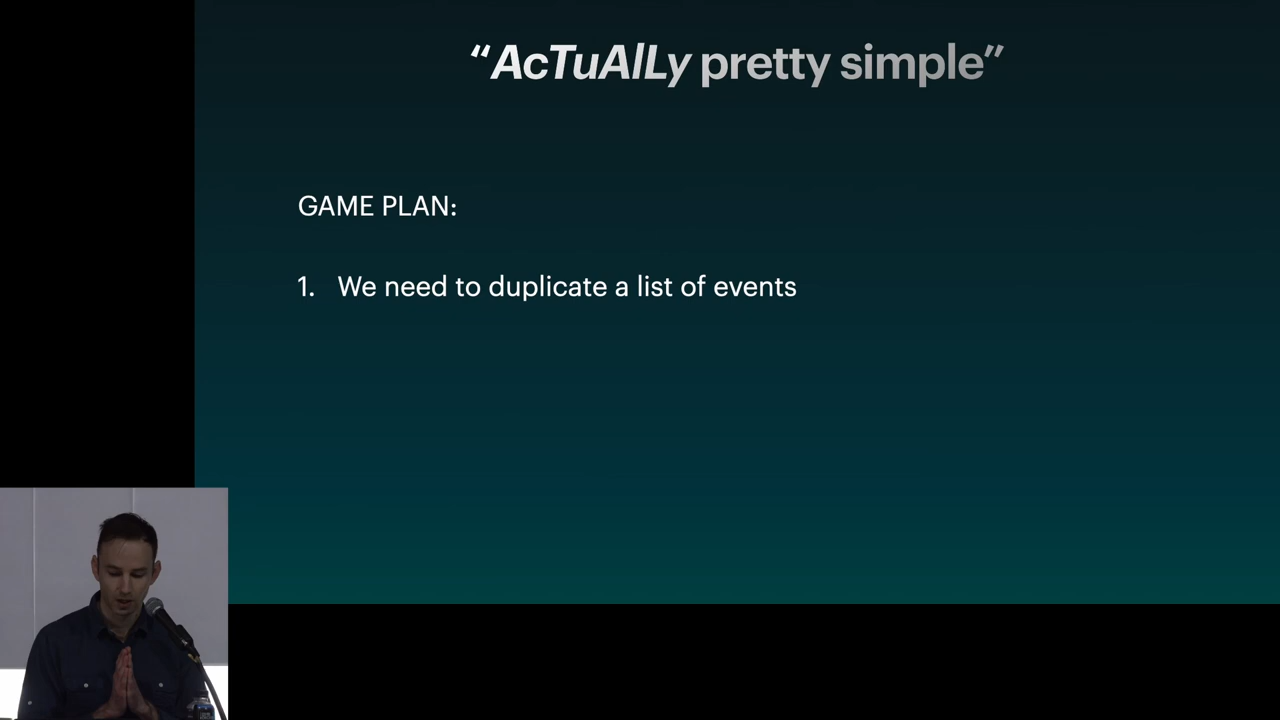 “AcTuAlLy pretty simple”
GAME PLAN:
1. We need to duplicate a list of events